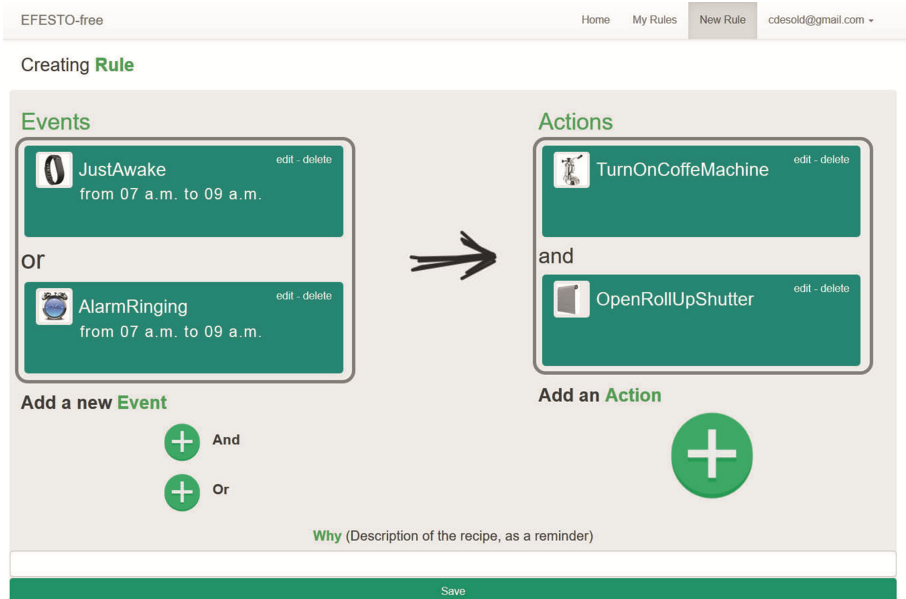 EFESTO-free
Home
My Rules
New Rule
cdesold@gmail.com
Creating Rule
Events
JustAwake
edit - delete
from 07 a.m. to 09 a.m.
or
AlarmRinging
edit - delete
from 07 a.m. to 09 a.m.
Add a new Event
And
Or
Actions
TurnOnCoffeMachine
edit - delete
and
OpenRollUpShutter
edit - delete
Add an Action
Why (Description of the recipe, as a reminder)
Save